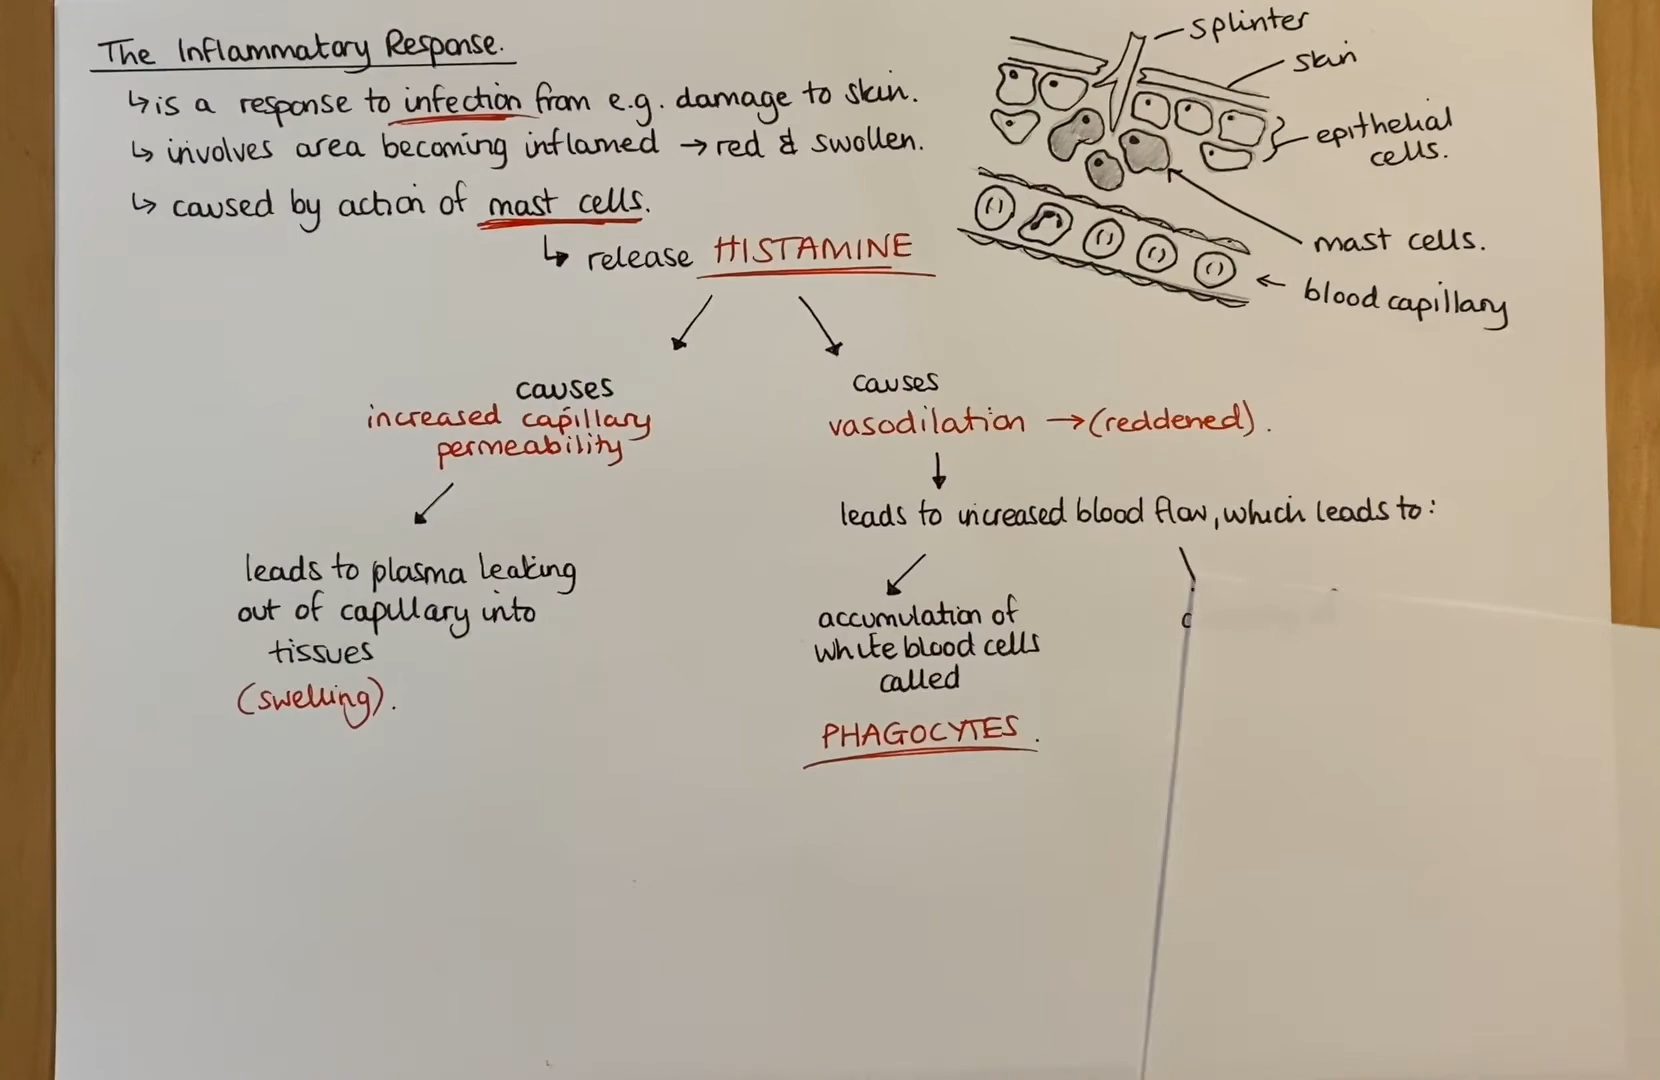 The Inflammatory Response.
↳ is a response to infection from e.g. damage to skin.
↳ involves area becoming inflamed → red & swollen.
↳ caused by action of mast cells.
↳ release HISTAMINE
splinter
skin
epithelial
cells.
mast cells.
blood capillary
causes
increased capillary
permeability
leads to plasma leaking
out of capillary into
tissues
(swelling).
causes
vasodilation → (reddened).
leads to increased blood flow, which leads to:
accumulation of
white blood cells
called
PHAGOCYTES.